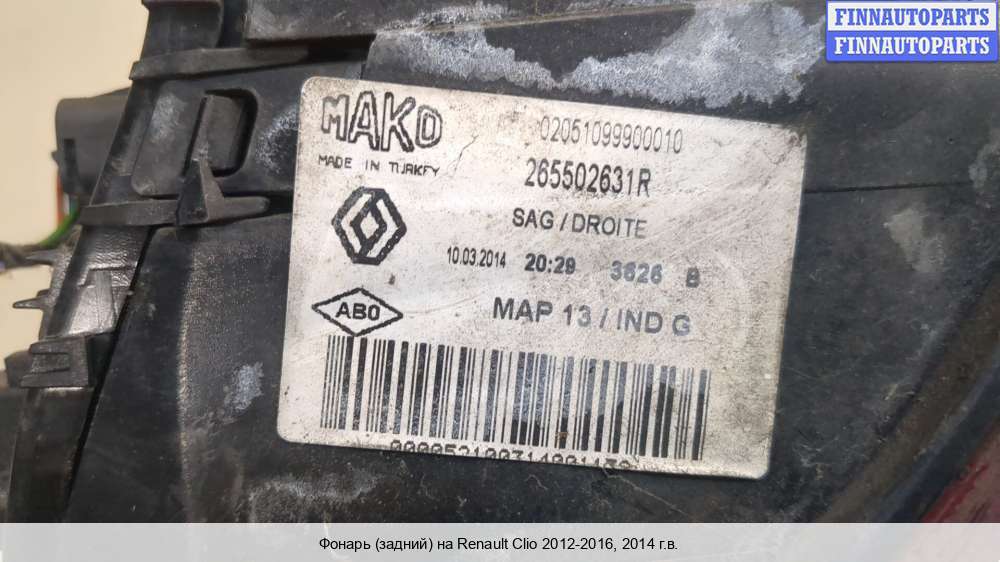 FINNAUTOPARTS
FINNAUTOPARTS
MAKO
MADE IN TURKEY
02051099900010
265502631R
SAG / DROITE
10.03.2014 20:29 3626 B
ABO
MAP 13 / IND G
Фонарь (задний) на Renault Clio 2012-2016, 2014 г.в.